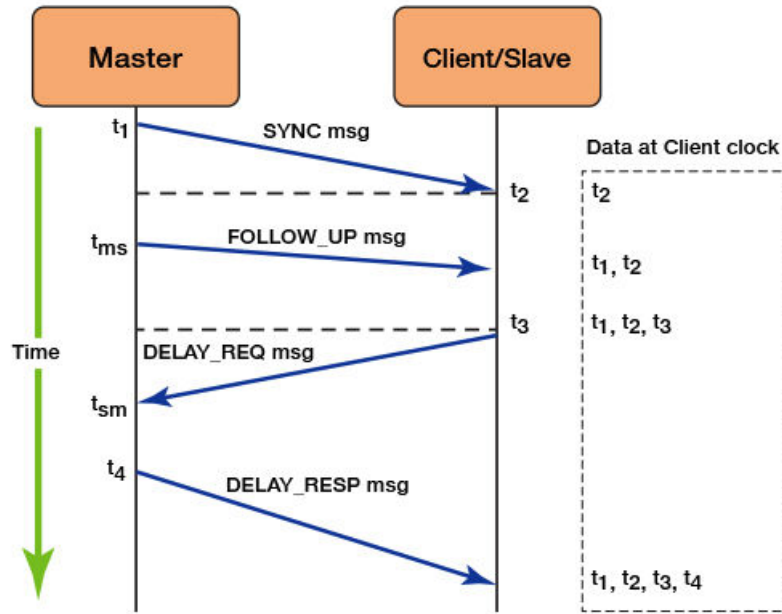 Master
Client/Slave
t1
SYNC msg
Data at Client clock
t2
t2
tms
FOLLOW_UP msg
t1, t2
t3
t1, t2, t3
Time
DELAY_REQ msg
tsm
t4
DELAY_RESP msg
t1, t2, t3, t4